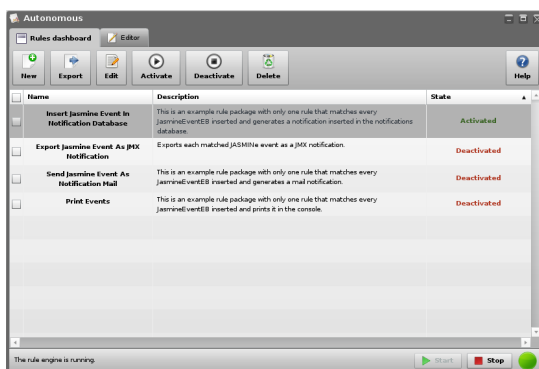 Autonomous
Rules dashboard
Editor
New
Export
Edit
Activate
Deactivate
Delete
Help
Name
Description
State
Insert Jasmine Event In
Notification Database
This is an example rule package with only one rule that matches every
JasmineEventEB inserted and generates a notification inserted in the notifications
database.
Activated
Export Jasmine Event As JMX
Notification
Exports each matched JASMINe event as a JMX notification.
Deactivated
Send Jasmine Event As
Notification Mail
This is an example rule package with only one rule that matches every
JasmineEventEB inserted and generates a mail notification.
Deactivated
Print Events
This is an example rule package with only one rule that matches every
JasmineEventEB inserted and prints it in the console.
Deactivated
The rule engine is running.
Start
Stop